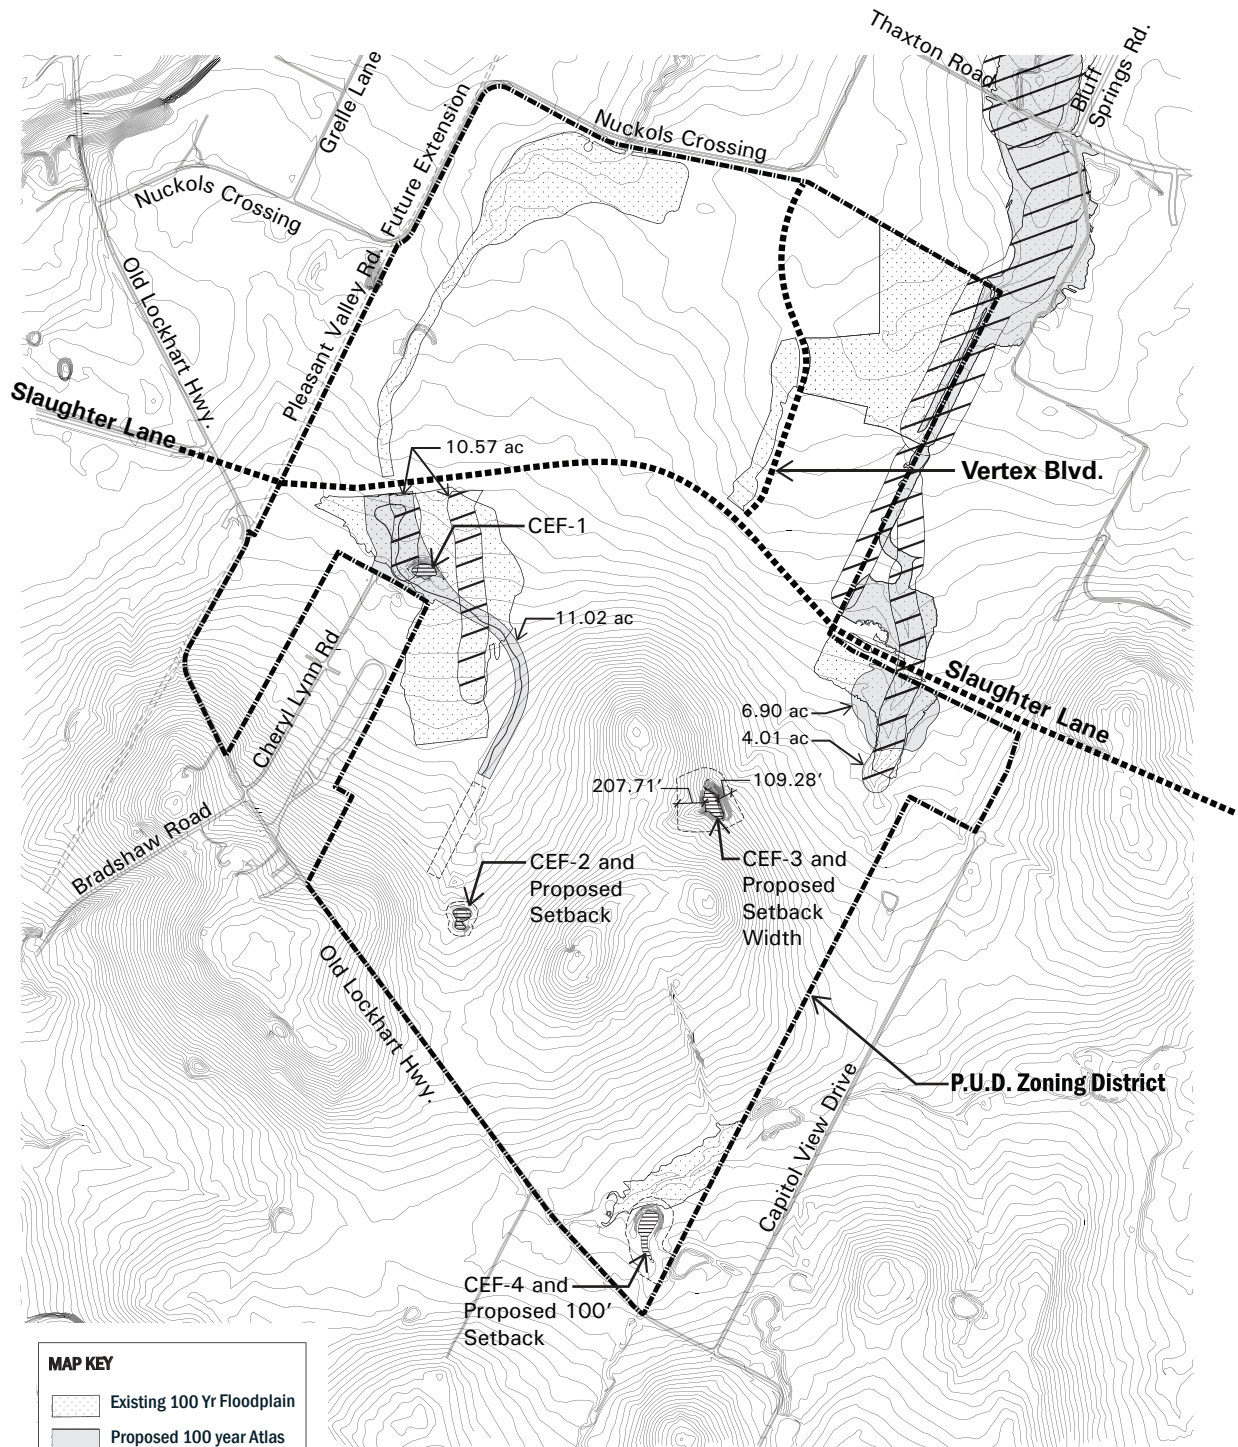 Thaxton Road
Bluff
Springs Rd.
Grelle Lane
Future Extension
Nuckols Crossing
Nuckols Crossing
Old Lockhart Hwy.
Pleasant Valley Rd.
Slaughter Lane
10.57 ac
Vertex Blvd.
CEF-1
11.02 ac
Cheryl Lynn Rd
Slaughter Lane
6.90 ac
4.01 ac
207.71′
109.28′
Bradshaw Road
CEF-2 and
Proposed
Setback
CEF-3 and
Proposed
Setback
Width
Old Lockhart Hwy.
P.U.D. Zoning District
Capitol View Drive
CEF-4 and
Proposed 100′
Setback
MAP KEY
Existing 100 Yr Floodplain
Proposed 100 year Atlas